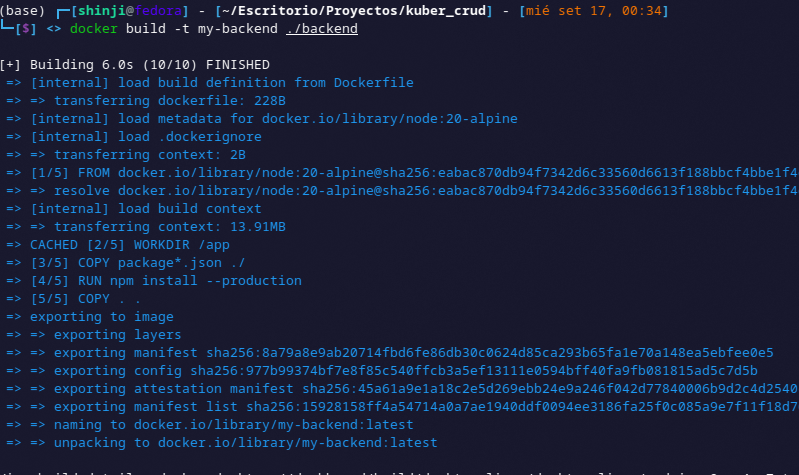 (base) ┌─[shinji@fedora] - [~/Escritorio/Proyectos/kuber_crud] - [mié set 17, 00:34]
└─[$] <> docker build -t my-backend ./backend
[+] Building 6.0s (10/10) FINISHED
=> [internal] load build definition from Dockerfile
=> => transferring dockerfile: 228B
=> [internal] load metadata for docker.io/library/node:20-alpine
=> [internal] load .dockerignore
=> => transferring context: 2B
=> [1/5] FROM docker.io/library/node:20-alpine@sha256:eabac870db94f7342d6c33560d6613f188bbcf4bbe1f4
=> => resolve docker.io/library/node:20-alpine@sha256:eabac870db94f7342d6c33560d6613f188bbcf4bbe1f4
=> [internal] load build context
=> => transferring context: 13.91MB
=> CACHED [2/5] WORKDIR /app
=> [3/5] COPY package*.json ./
=> [4/5] RUN npm install --production
=> [5/5] COPY . .
=> exporting to image
=> => exporting layers
=> => exporting manifest sha256:8a79a8e9ab20714fbd6fe86db30c0624d85ca293b65fa1e70a148ea5ebfee0e5
=> => exporting config sha256:977b99374bf7e8f85c540ffcb3a5ef13111e0594bff40fa9fb081815ad5c7d5b
=> => exporting attestation manifest sha256:45a61a9e1a18c2e5d269ebb24e9a246f042d77840006b9d2c4d2540
=> => exporting manifest list sha256:15928158ff4a54714a0a7ae1940ddf0094ee3186fa25f0c085a9e7f11f18d7
=> => naming to docker.io/library/my-backend:latest
=> => unpacking to docker.io/library/my-backend:latest